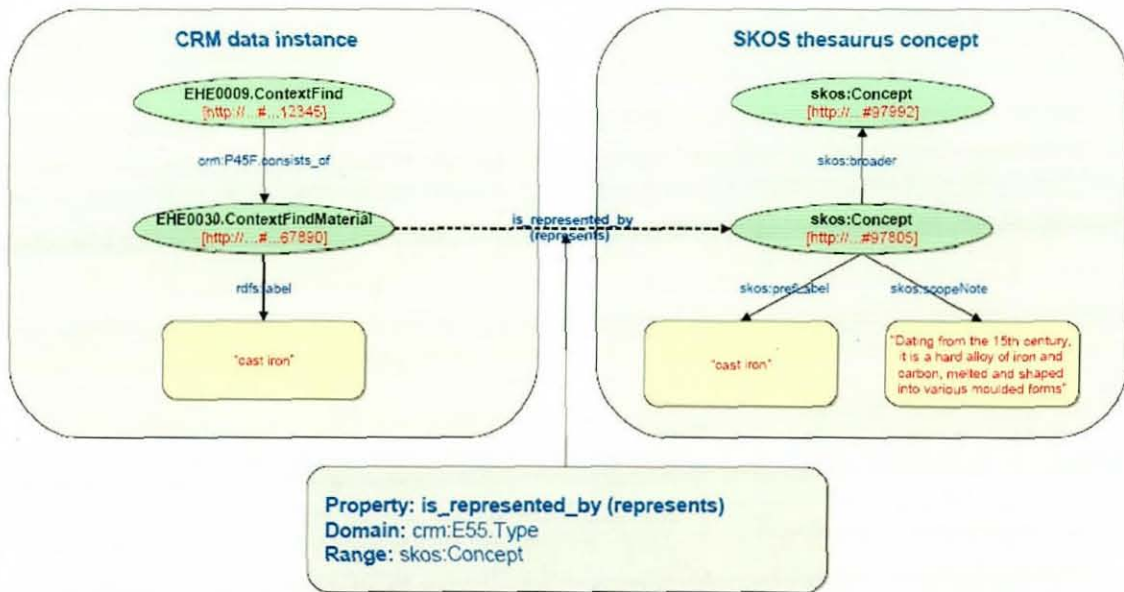 CRM data instance
EHE0009.ContextFind
[http://...#...12345]
crm:P45F.consists_of
EHE0030.ContextFindMaterial
[http://...#...67890]
rdfs:label
"cast iron"
is_represented_by
(represents)
SKOS thesaurus concept
skos:Concept
[http://...#97992]
skos:broader
skos:Concept
[http://...#97805]
skos:prefLabel
skos:scopeNote
"cast iron"
"Dating from the 15th century,
it is a hard alloy of iron and
carbon, melted and shaped
into various moulded forms"
Property: is_represented_by (represents)
Domain: crm:E55.Type
Range: skos:Concept